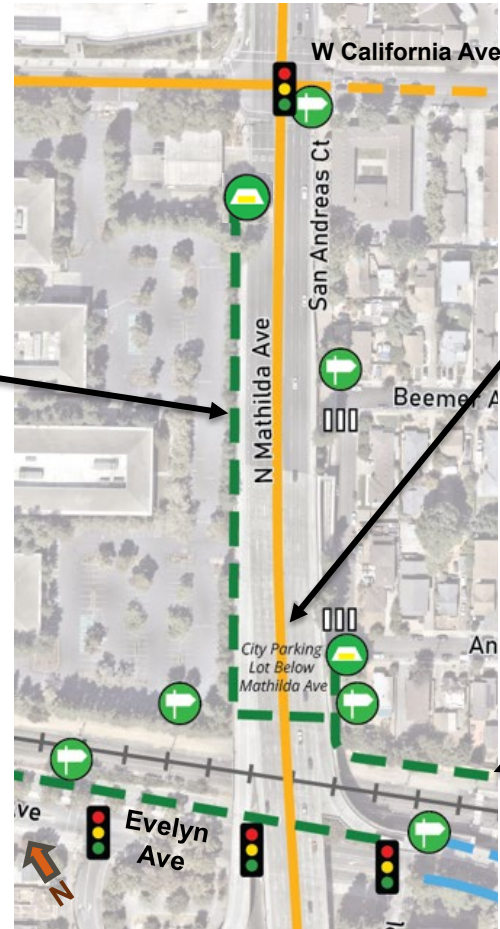 W California Ave
San Andreas Ct
N Mathilda Ave
Beemer A
City Parking
Lot Below
Mathilda Ave
An
ve
Evelyn
Ave
N